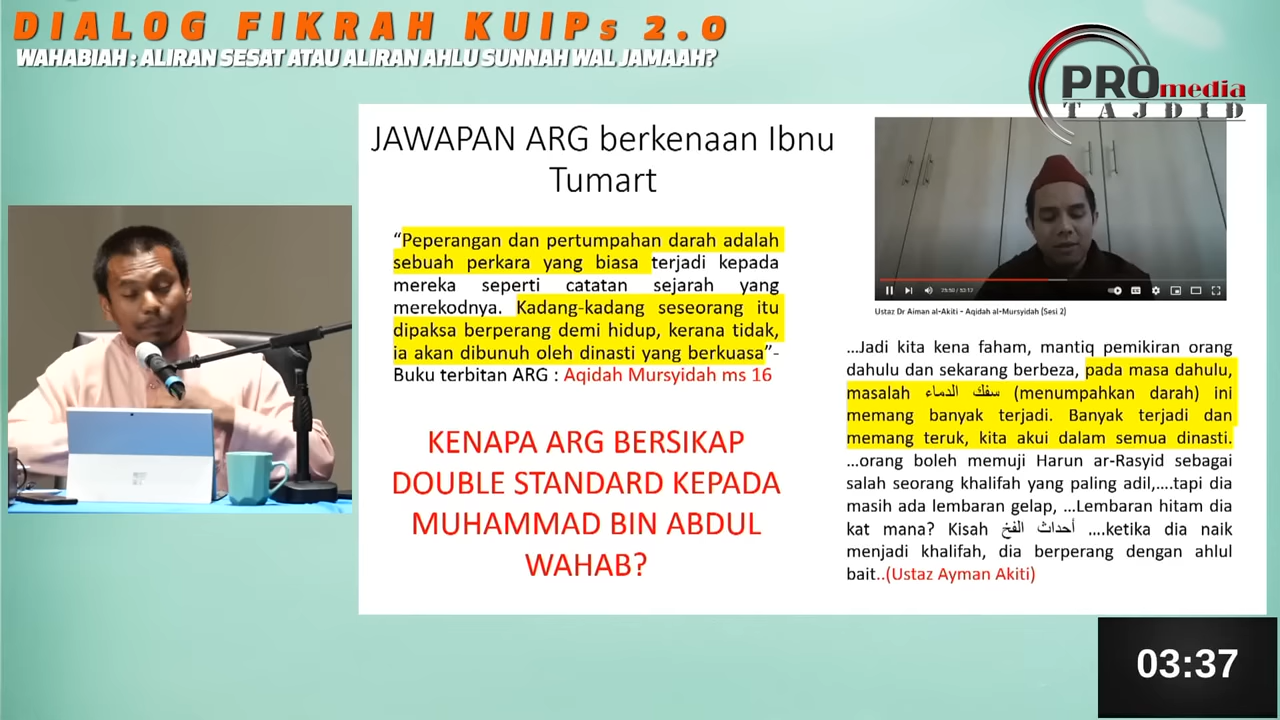 DIALOG FIKRAH KUIPs 2.0
WAHABIAH : ALIRAN SESAT ATAU ALIRAN AHLU SUNNAH WAL JAMAAH?
PROmedia
TAJDID
JAWAPAN ARG berkenaan Ibnu
Tumart
“Peperangan dan pertumpahan darah adalah
sebuah perkara yang biasa terjadi kepada
mereka seperti catatan sejarah yang
merekodnya. Kadang-kadang seseorang itu
dipaksa berperang demi hidup, kerana tidak,
ia akan dibunuh oleh dinasti yang berkuasa”-
Buku terbitan ARG : Aqidah Mursyidah ms 16
KENAPA ARG BERSIKAP
DOUBLE STANDARD KEPADA
MUHAMMAD BIN ABDUL
WAHAB?
Ustaz Dr Aiman al-Akiti - Aqidah al-Mursyidah (Sesi 2)
...Jadi kita kena faham, mantiq pemikiran orang
dahulu dan sekarang berbeza, pada masa dahulu,
masalah سفك الدماء (menumpahkan darah) ini
memang banyak terjadi. Banyak terjadi dan
memang teruk, kita akui dalam semua dinasti.
...orang boleh memuji Harun ar-Rasyid sebagai
salah seorang khalifah yang paling adil,....tapi dia
masih ada lembaran gelap, ...Lembaran hitam dia
kat mana? Kisah أحداث الفخ ....ketika dia naik
menjadi khalifah, dia berperang dengan ahlul
bait..(Ustaz Ayman Akiti)
03:37